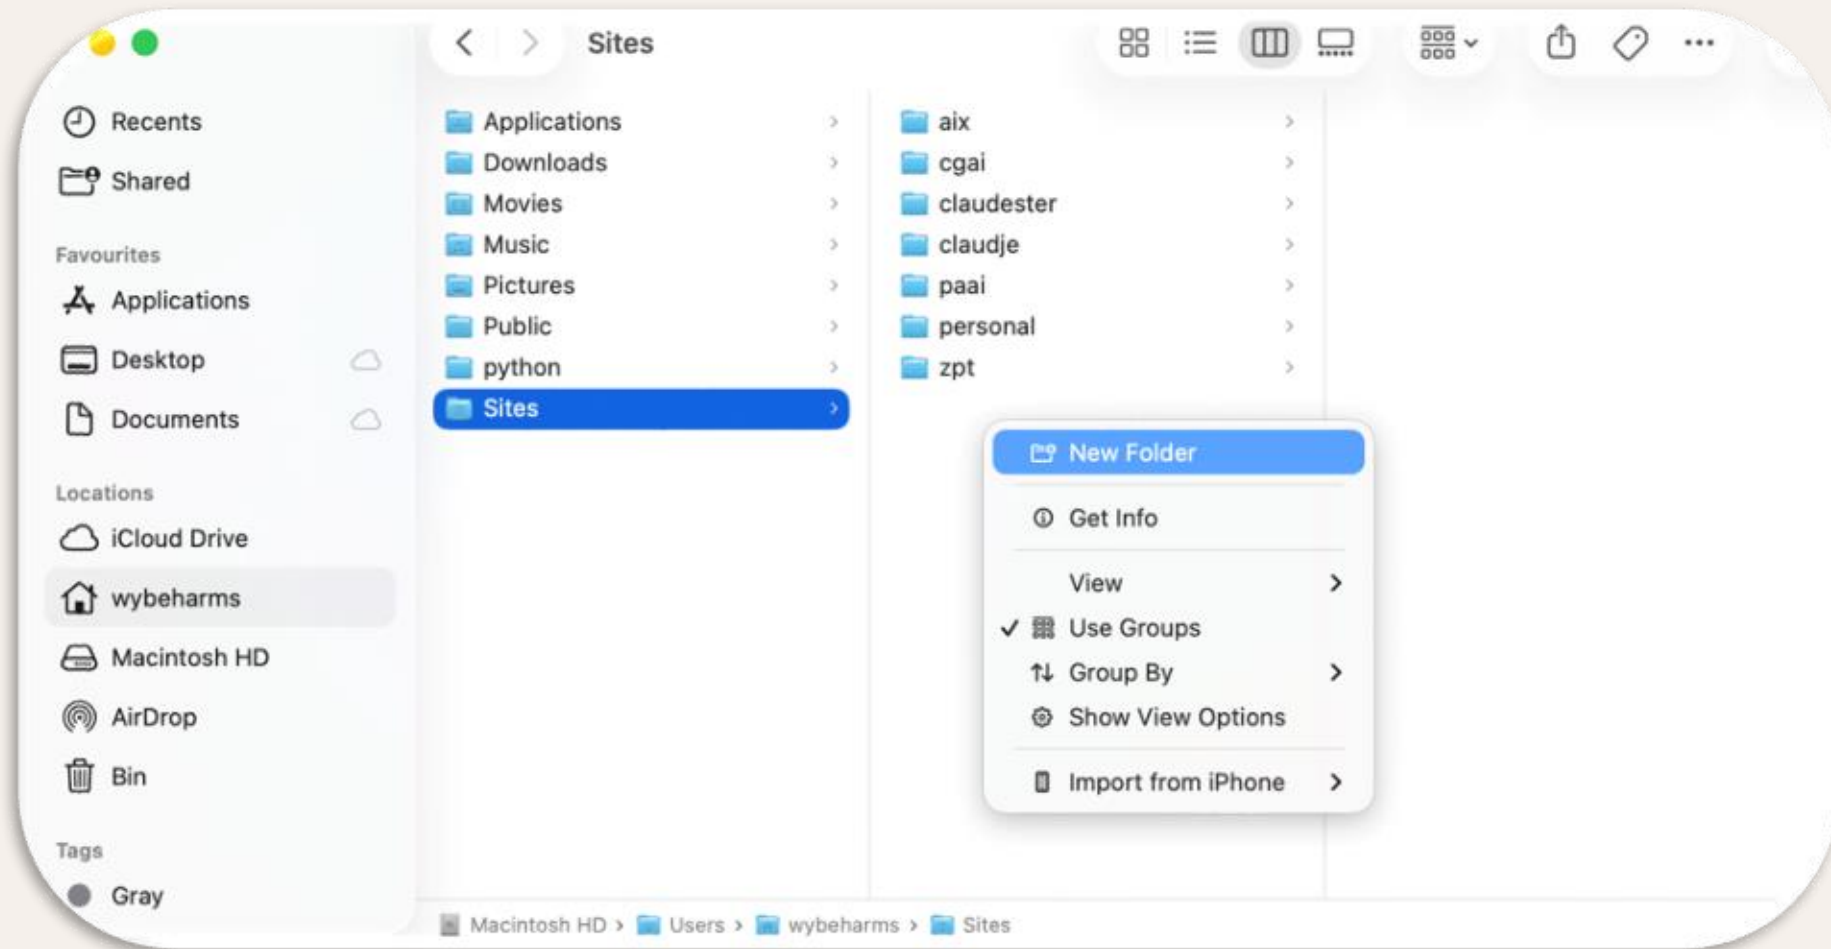 Sites
Recents
Shared
Favourites
Applications
Desktop
Documents
Locations
iCloud Drive
wybeharms
Macintosh HD
AirDrop
Bin
Tags
Gray
Applications
Downloads
Movies
Music
Pictures
Public
python
Sites
aix
cgai
claudester
claudje
paai
personal
zpt
New Folder
Get Info
View
Use Groups
Group By
Show View Options
Import from iPhone
Macintosh HD › Users › wybeharms › Sites